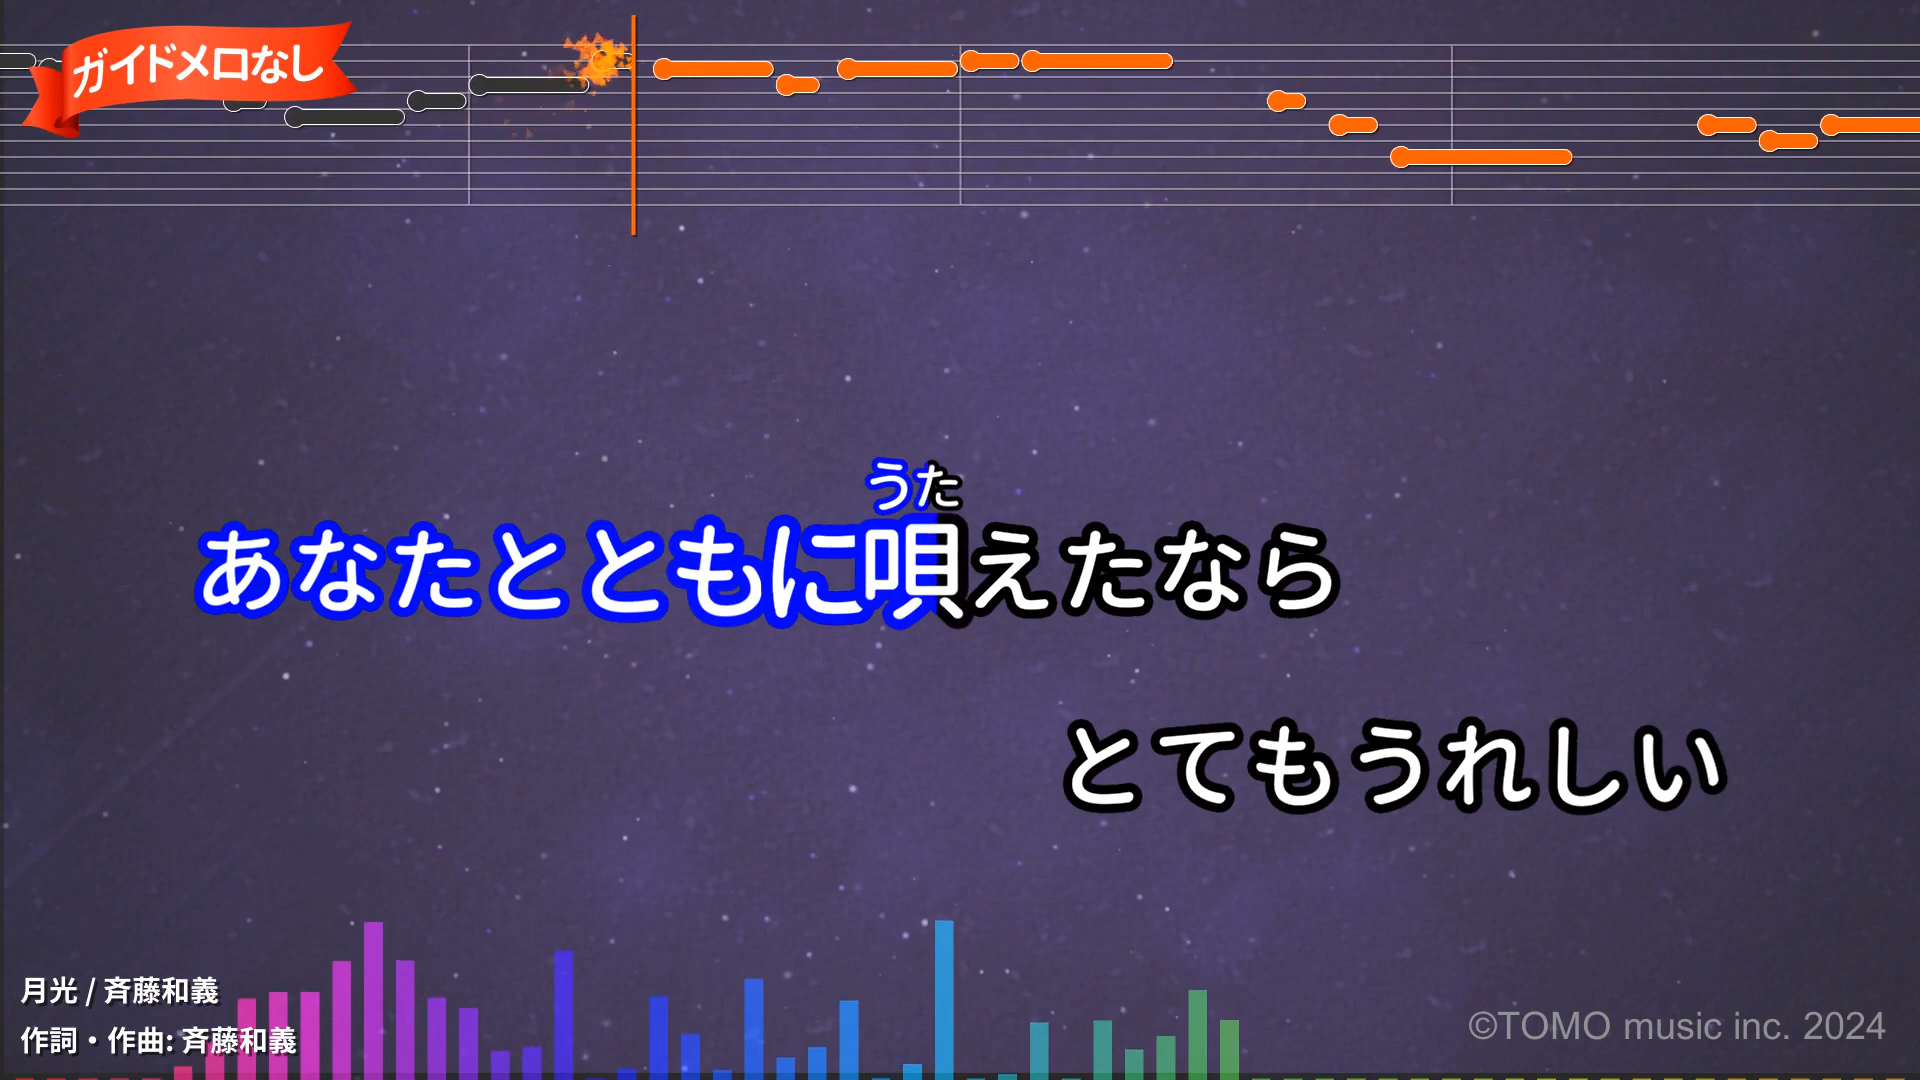 ガイドメロなし
うた
あなたとともに唄えたなら
とてもうれしい
月光 / 斉藤和義
作詞・作曲: 斉藤和義
©TOMO music inc. 2024